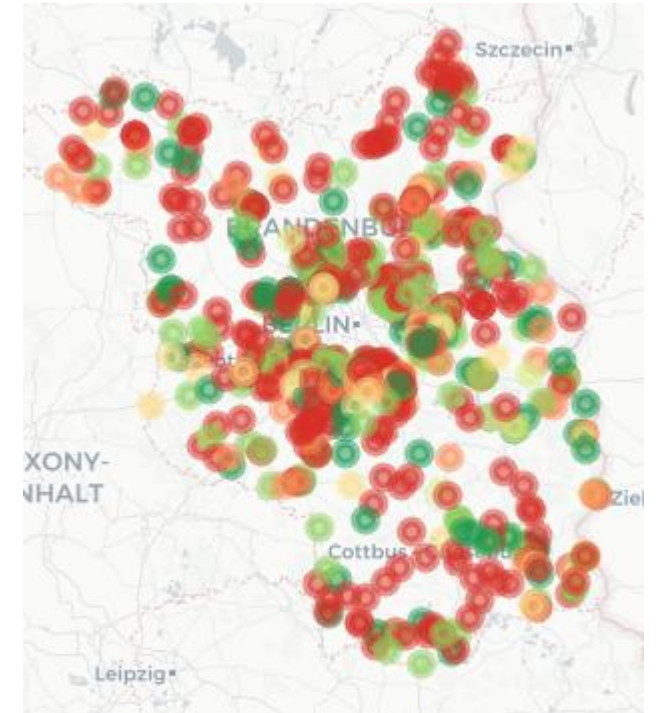 Szczecin
BRANDENBU
BERLIN
XONY-
NHALT
Ziel
Cottbus
Leipzig